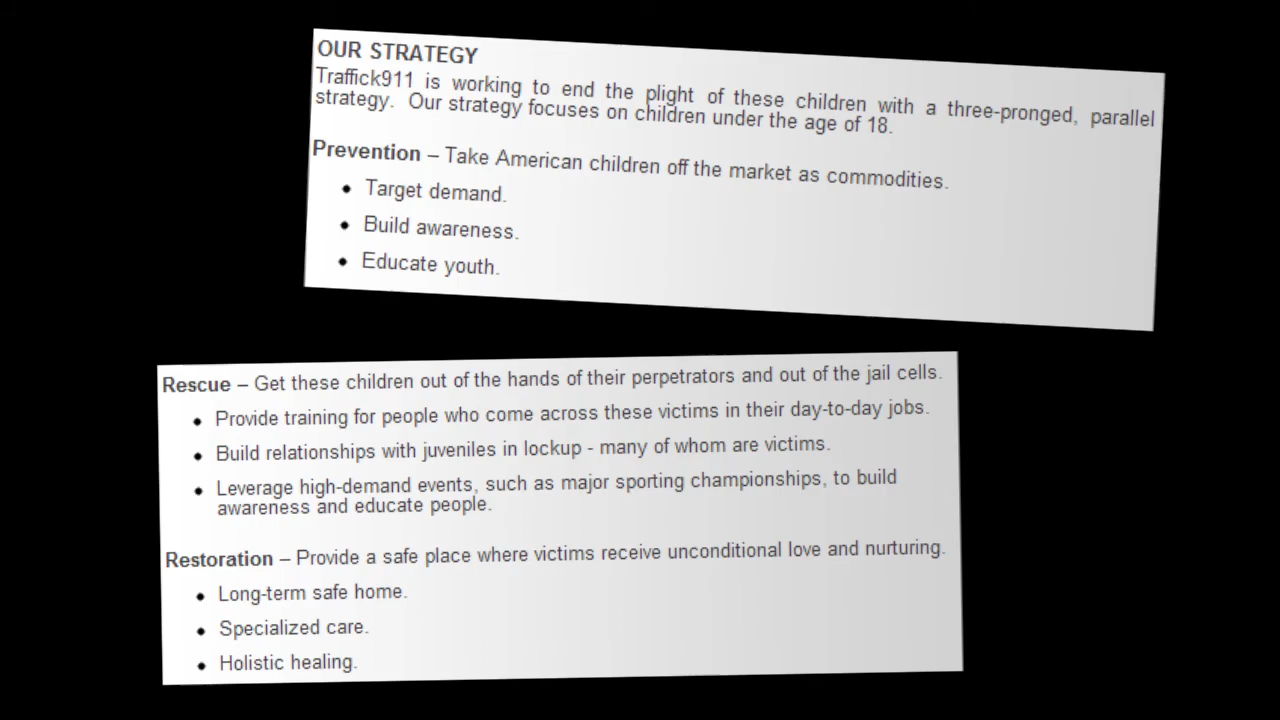 OUR STRATEGY
Traffick911 is working to end the plight of these children with a three-pronged, parallel
strategy. Our strategy focuses on children under the age of 18.
Prevention – Take American children off the market as commodities.
• Target demand.
• Build awareness.
• Educate youth.
Rescue – Get these children out of the hands of their perpetrators and out of the jail cells.
• Provide training for people who come across these victims in their day-to-day jobs.
• Build relationships with juveniles in lockup - many of whom are victims.
• Leverage high-demand events, such as major sporting championships, to build
awareness and educate people.
Restoration – Provide a safe place where victims receive unconditional love and nurturing.
• Long-term safe home.
• Specialized care.
• Holistic healing.